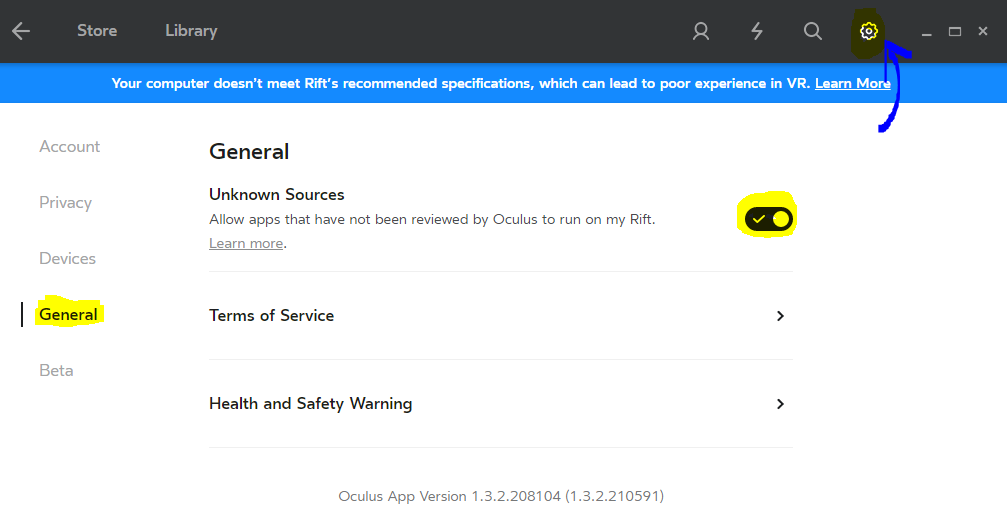 Store Library
Your computer doesn't meet Rift's recommended specifications, which can lead to poor experience in VR. Learn More
Account
Privacy
Devices
General
Beta
General
Unknown Sources
Allow apps that have not been reviewed by Oculus to run on my Rift.
Learn more.
Terms of Service
Health and Safety Warning
Oculus App Version 1.3.2.208104 (1.3.2.210591)